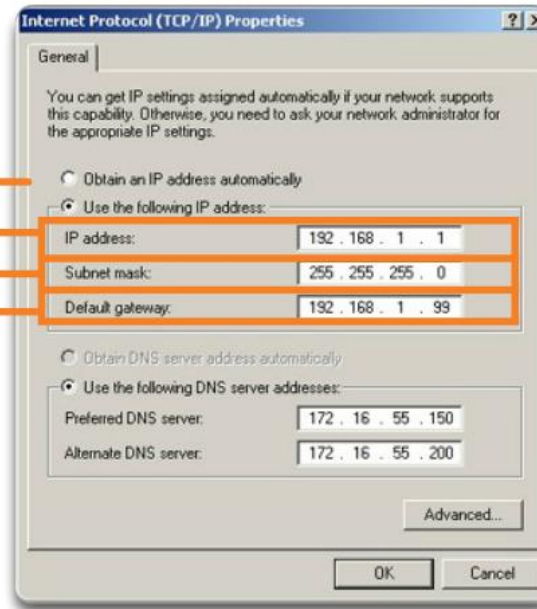 Internet Protocol (TCP/IP) Properties
General
You can get IP settings assigned automatically if your network supports
this capability. Otherwise, you need to ask your network administrator for
the appropriate IP settings.
Obtain an IP address automatically
Use the following IP address:
IP address: 192 . 168 . 1 . 1
Subnet mask: 255 . 255 . 255 . 0
Default gateway: 192 . 168 . 1 . 99
Obtain DNS server address automatically
Use the following DNS server addresses:
Preferred DNS server: 172 . 16 . 55 . 150
Alternate DNS server: 172 . 16 . 55 . 200
Advanced...
OK Cancel